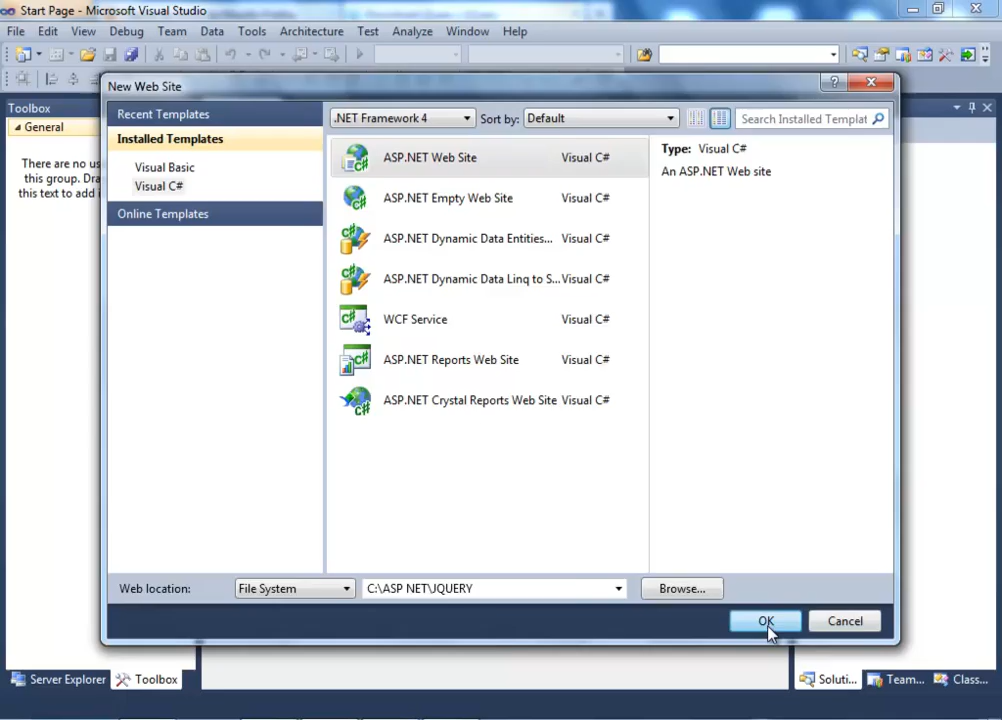 Start Page - Microsoft Visual Studio
File Edit View Debug Team Data Tools Architecture Test Analyze Window Help
New Web Site
Toolbox
General
There are no us
this group. Dra
this text to add i
Recent Templates
Installed Templates
Visual Basic
Visual C#
Online Templates
.NET Framework 4 Sort by: Default Search Installed Templat
ASP.NET Web Site Visual C#
ASP.NET Empty Web Site Visual C#
ASP.NET Dynamic Data Entities... Visual C#
ASP.NET Dynamic Data Linq to S... Visual C#
WCF Service Visual C#
ASP.NET Reports Web Site Visual C#
ASP.NET Crystal Reports Web Site Visual C#
Type: Visual C#
An ASP.NET Web site
Web location: File System C:\ASP NET\JQUERY Browse...
OK Cancel
Server Explorer Toolbox Soluti... Team... Class...